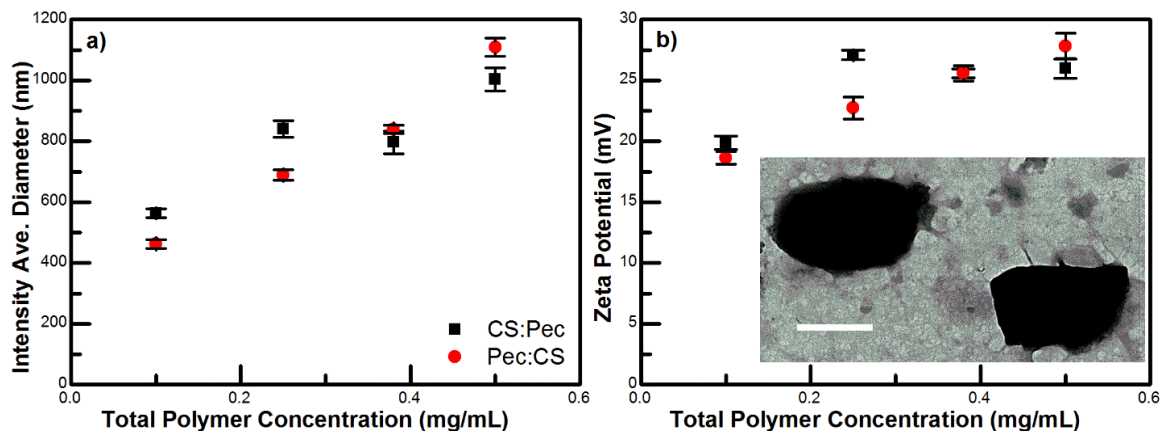 a)
Intensity Ave. Diameter (nm)
1200
1000
800
600
400
200
0
0.0
0.2
0.4
0.6
Total Polymer Concentration (mg/mL)
CS:Pec
Pec:CS
b)
Zeta Potential (mV)
30
25
20
15
10
5
0
0.0
0.2
0.4
0.6
Total Polymer Concentration (mg/mL)